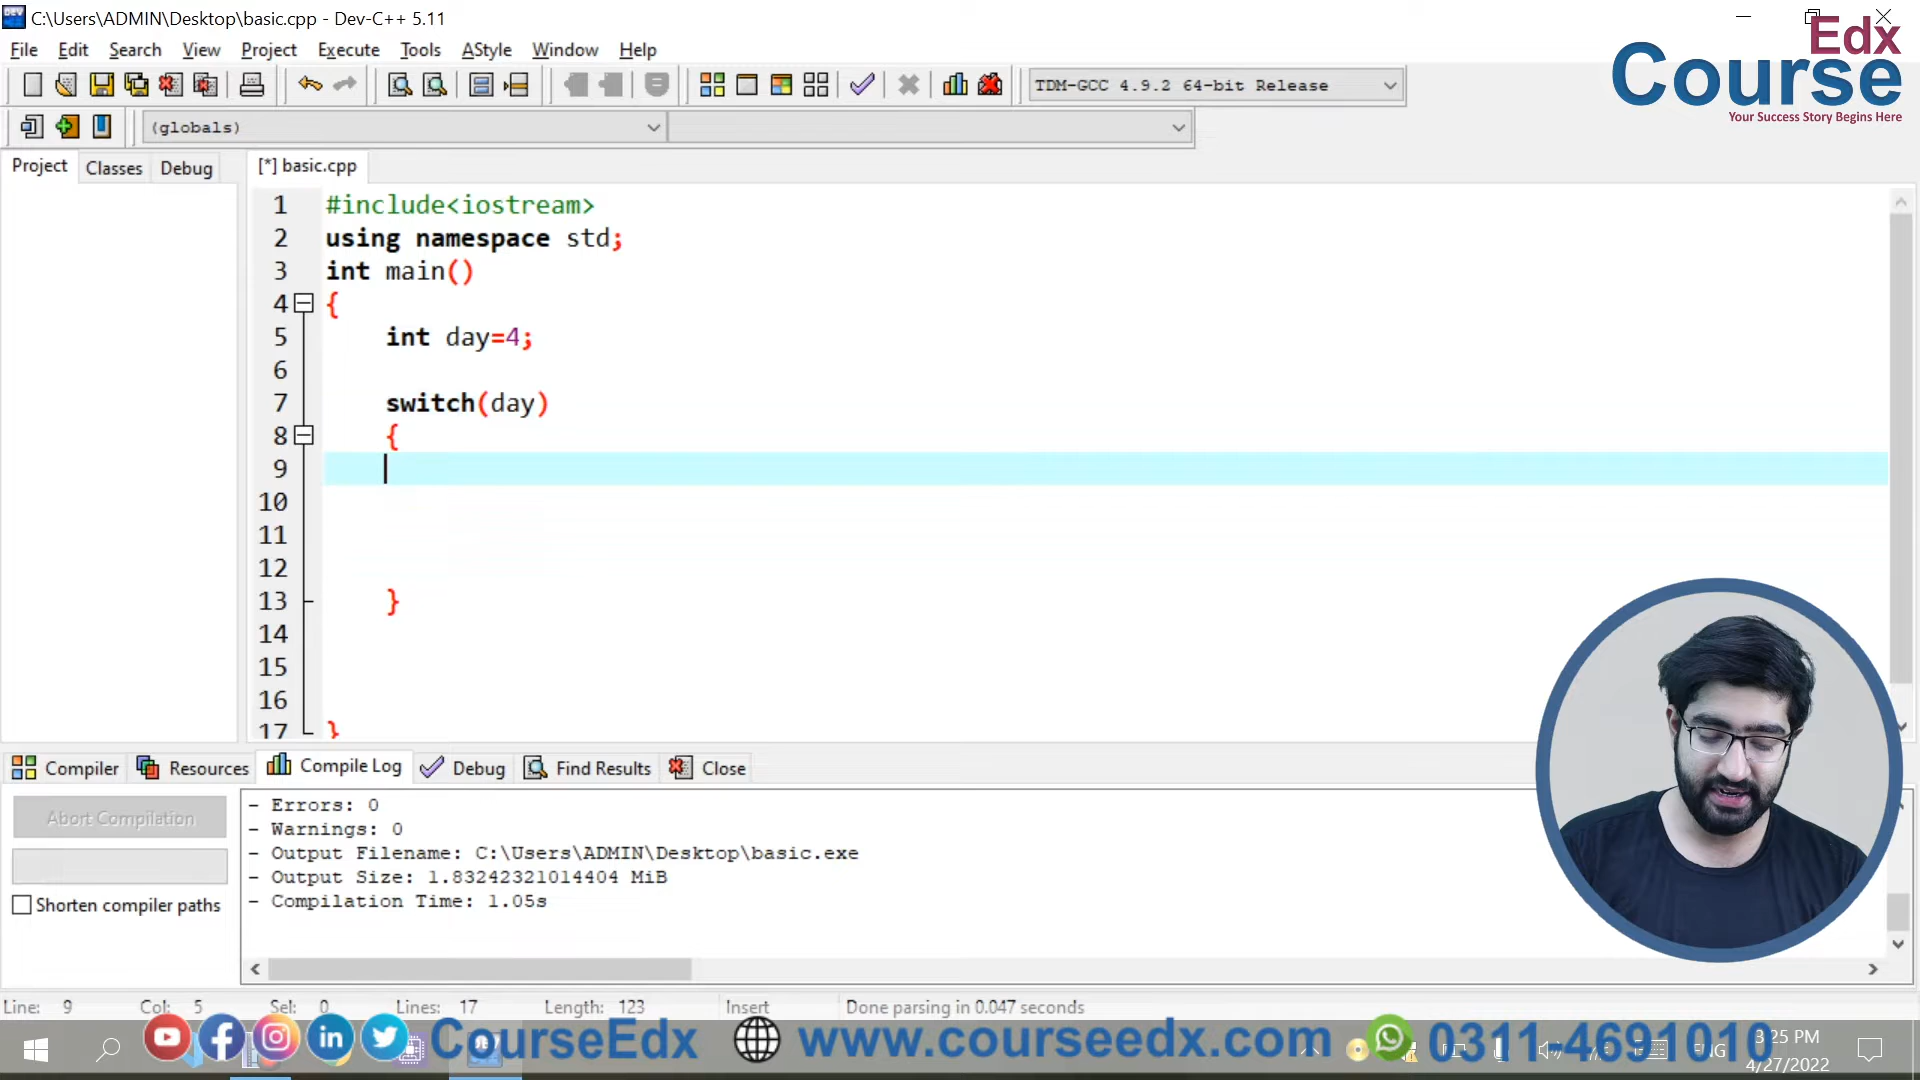 C:\Users\ADMIN\Desktop\basic.cpp - Dev-C++ 5.11
File Edit Search View Project Execute Tools AStyle Window Help
Edx
Course
Your Success Story Begins Here
TDM-GCC 4.9.2 64-bit Release
(globals)
Project Classes Debug
[*] basic.cpp
1 #include<iostream>
2 using namespace std;
3 int main()
4 {
5 int day=4;
6
7 switch(day)
8 {
9
10
11
12
13 }
14
15
16
17 }
Compiler Resources Compile Log Debug Find Results Close
Abort Compilation
Shorten compiler paths
- Errors: 0
- Warnings: 0
- Output Filename: C:\Users\ADMIN\Desktop\basic.exe
- Output Size: 1.83242321014404 MiB
- Compilation Time: 1.05s
Line: 9 Col: 5 Sel: 0 Lines: 17 Length: 123 Insert Done parsing in 0.047 seconds
CourseEdx www.courseedx.com 0311-4691010
ENG
3:25 PM
4/27/2022